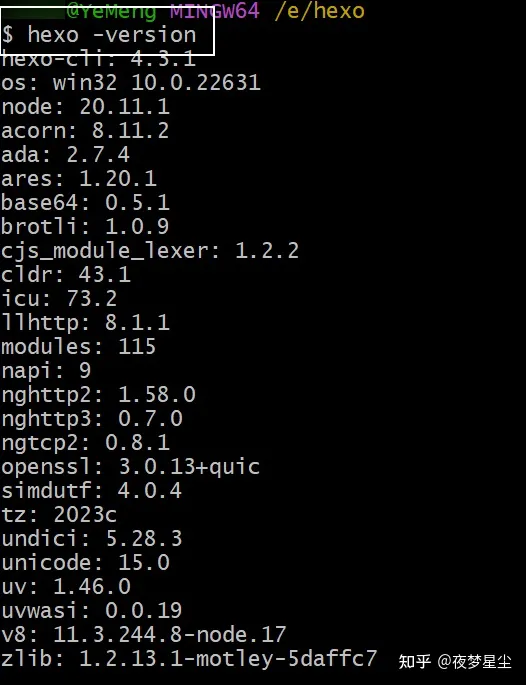 @YeMeng MINGW64 /e/hexo
$ hexo -version
hexo-cli: 4.3.1
os: win32 10.0.22631
node: 20.11.1
acorn: 8.11.2
ada: 2.7.4
ares: 1.20.1
base64: 0.5.1
brotli: 1.0.9
cjs_module_lexer: 1.2.2
cldr: 43.1
icu: 73.2
llhttp: 8.1.1
modules: 115
napi: 9
nghttp2: 1.58.0
nghttp3: 0.7.0
ngtcp2: 0.8.1
openssl: 3.0.13+quic
simdutf: 4.0.4
tz: 2023c
undici: 5.28.3
unicode: 15.0
uv: 1.46.0
uvwasi: 0.0.19
v8: 11.3.244.8-node.17
zlib: 1.2.13.1-motley-5daffc7
知乎 @夜梦星尘